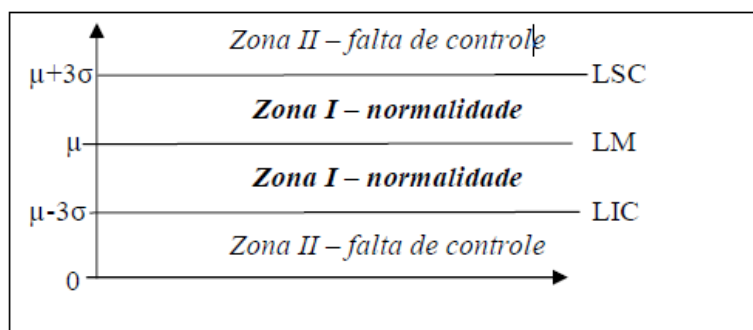 Zona II – falta de controle
μ+3σ LSC
Zona I – normalidade
μ LM
Zona I – normalidade
μ-3σ LIC
Zona II – falta de controle
0